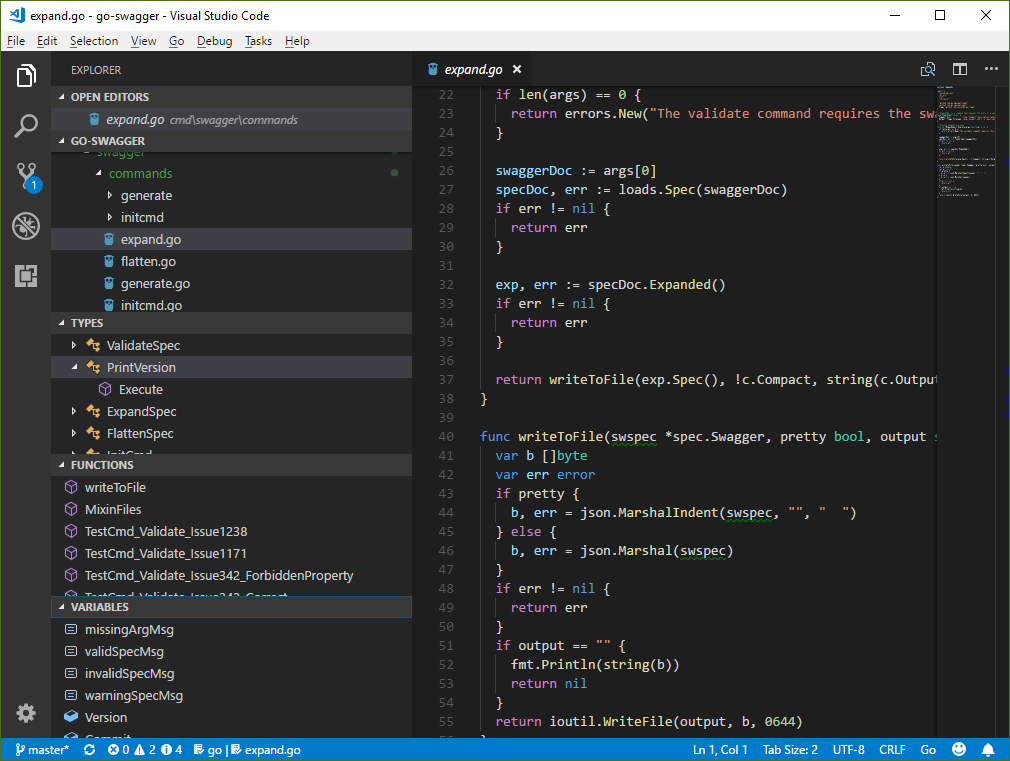 expand.go - go-swagger - Visual Studio Code
File Edit Selection View Go Debug Tasks Help
EXPLORER
OPEN EDITORS
expand.go cmd\swagger\commands
GO-SWAGGER
swagger
commands
generate
initcmd
expand.go
flatten.go
generate.go
initcmd.go
TYPES
ValidateSpec
PrintVersion
Execute
ExpandSpec
FlattenSpec
InitCmd
FUNCTIONS
writeToFile
MixinFiles
TestCmd_Validate_Issue1238
TestCmd_Validate_Issue1171
TestCmd_Validate_Issue342_ForbiddenProperty
TestCmd_Validate_Issue342_Correct
VARIABLES
missingArgMsg
validSpecMsg
invalidSpecMsg
warningSpecMsg
Version
Commit
1
expand.go
22 if len(args) == 0 {
23 return errors.New("The validate command requires the swa
24 }
25
26 swaggerDoc := args[0]
27 specDoc, err := loads.Spec(swaggerDoc)
28 if err != nil {
29 return err
30 }
31
32 exp, err := specDoc.Expanded()
33 if err != nil {
34 return err
35 }
36
37 return writeToFile(exp.Spec(), !c.Compact, string(c.Output
38 }
39
40 func writeToFile(swspec *spec.Swagger, pretty bool, output s
41 var b []byte
42 var err error
43 if pretty {
44 b, err = json.MarshalIndent(swspec, "", "  ")
45 } else {
46 b, err = json.Marshal(swspec)
47 }
48 if err != nil {
49 return err
50 }
51 if output == "" {
52 fmt.Println(string(b))
53 return nil
54 }
55 return ioutil.WriteFile(output, b, 0644)
master* 0 2 4 go | expand.go Ln 1, Col 1 Tab Size: 2 UTF-8 CRLF Go